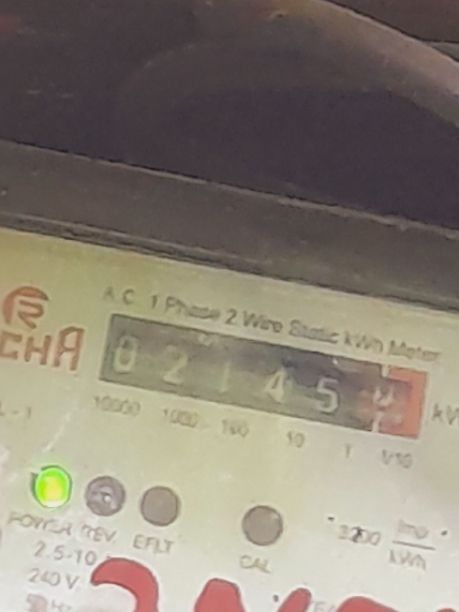 A.C. 1 Phase 2 Wire Static kWh Meter
CHA
0 2 1 4 5
10000 1000 100 10 1 1/10
L - 1
POWER REV. EFLT CAL
3200 imp / kWh
2.5-10
240 V